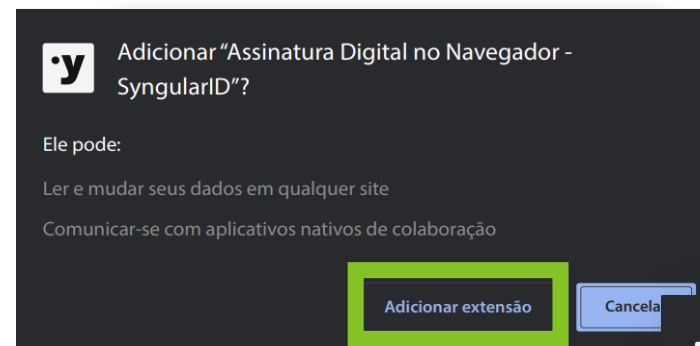 ·y
Adicionar “Assinatura Digital no Navegador -
SyngularID”?
Ele pode:
Ler e mudar seus dados em qualquer site
Comunicar-se com aplicativos nativos de colaboração
Adicionar extensão
Cancela